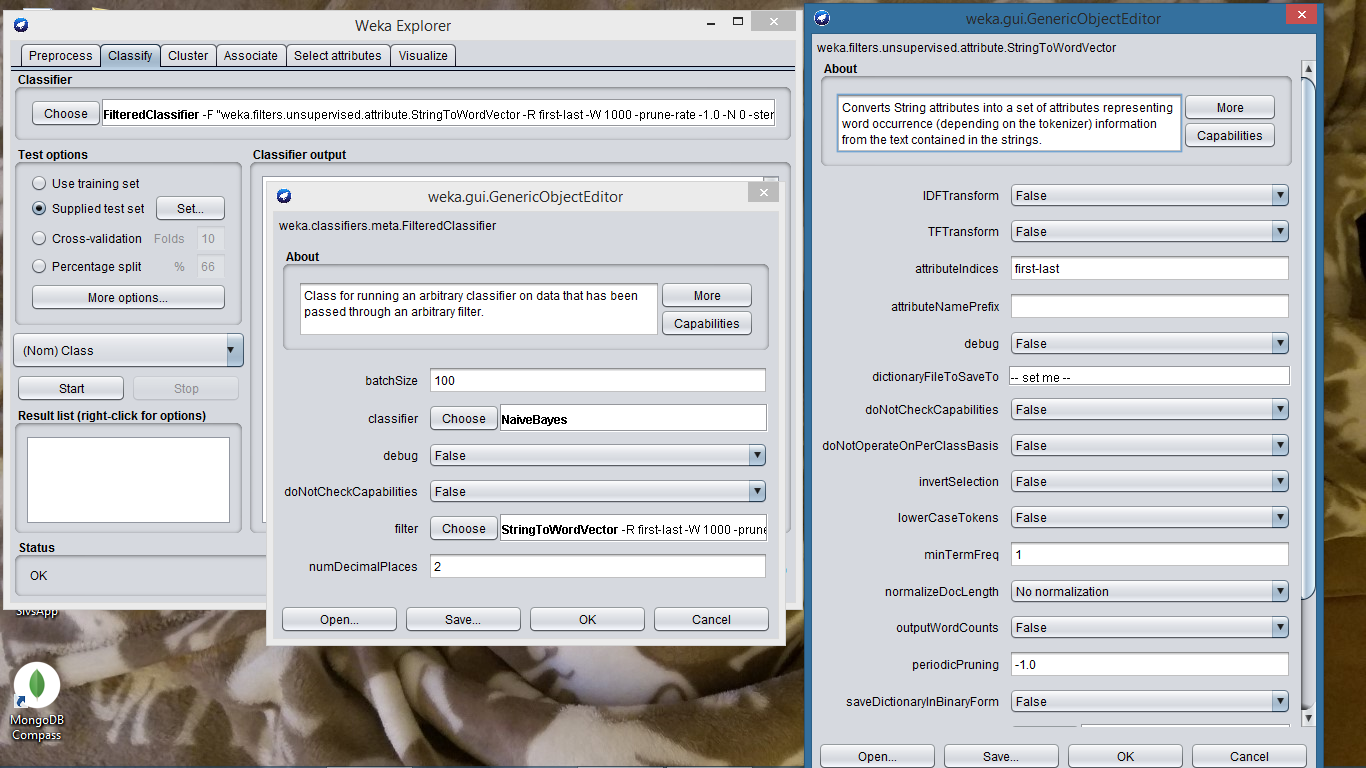 Weka Explorer
Preprocess Classify Cluster Associate Select attributes Visualize
Classifier
Choose FilteredClassifier -F "weka.filters.unsupervised.attribute.StringToWordVector -R first-last -W 1000 -prune-rate -1.0 -N 0 -ster
Test options
Use training set
Supplied test set Set...
Cross-validation Folds 10
Percentage split % 66
More options...
(Nom) Class
Start Stop
Result list (right-click for options)
Status
OK
Classifier output
weka.gui.GenericObjectEditor
weka.classifiers.meta.FilteredClassifier
About
Class for running an arbitrary classifier on data that has been
passed through an arbitrary filter.
More
Capabilities
batchSize 100
classifier Choose NaiveBayes
debug False
doNotCheckCapabilities False
filter Choose StringToWordVector -R first-last -W 1000 -prune
numDecimalPlaces 2
Open... Save... OK Cancel
weka.gui.GenericObjectEditor
weka.filters.unsupervised.attribute.StringToWordVector
About
Converts String attributes into a set of attributes representing
word occurrence (depending on the tokenizer) information
from the text contained in the strings.
More
Capabilities
IDFTransform False
TFTransform False
attributeIndices first-last
attributeNamePrefix
debug False
dictionaryFileToSaveTo -- set me --
doNotCheckCapabilities False
doNotOperateOnPerClassBasis False
invertSelection False
lowerCaseTokens False
minTermFreq 1
normalizeDocLength No normalization
outputWordCounts False
periodicPruning -1.0
saveDictionaryInBinaryForm False
Open... Save... OK Cancel
MongoDB
Compass